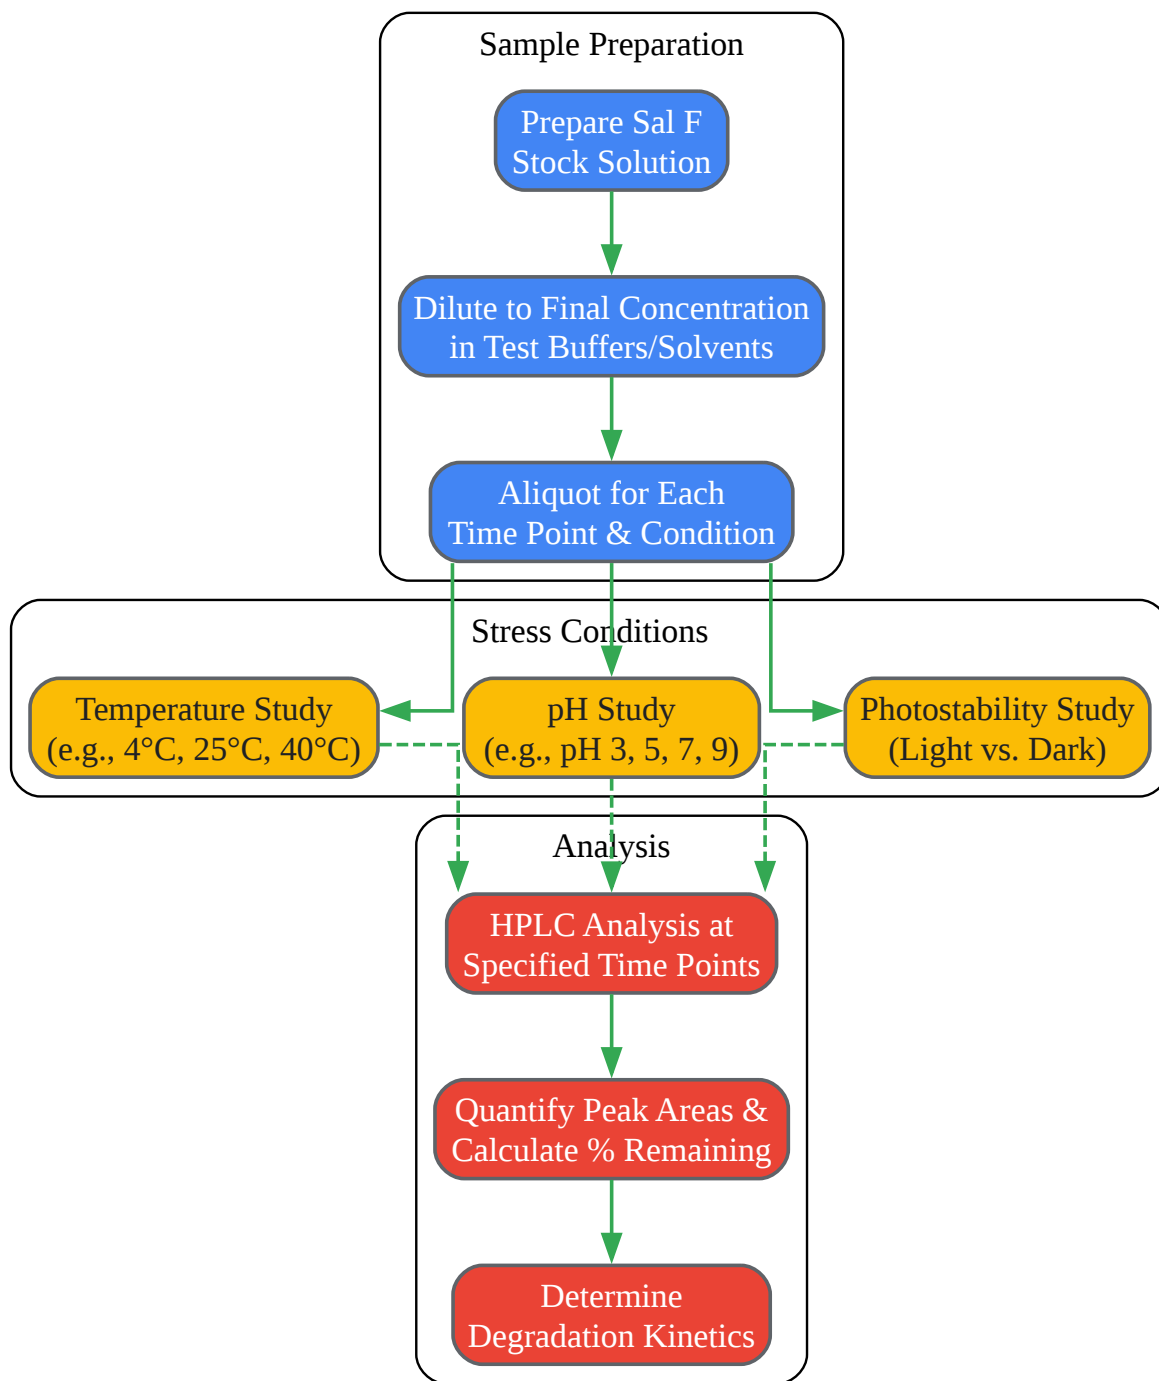 Sample Preparation
Prepare Sal F
Stock Solution
Dilute to Final Concentration
in Test Buffers/Solvents
Aliquot for Each
Time Point & Condition
Stress Conditions
Temperature Study
(e.g., 4°C, 25°C, 40°C)
pH Study
(e.g., pH 3, 5, 7, 9)
Photostability Study
(Light vs. Dark)
Analysis
HPLC Analysis at
Specified Time Points
Quantify Peak Areas &
Calculate % Remaining
Determine
Degradation Kinetics